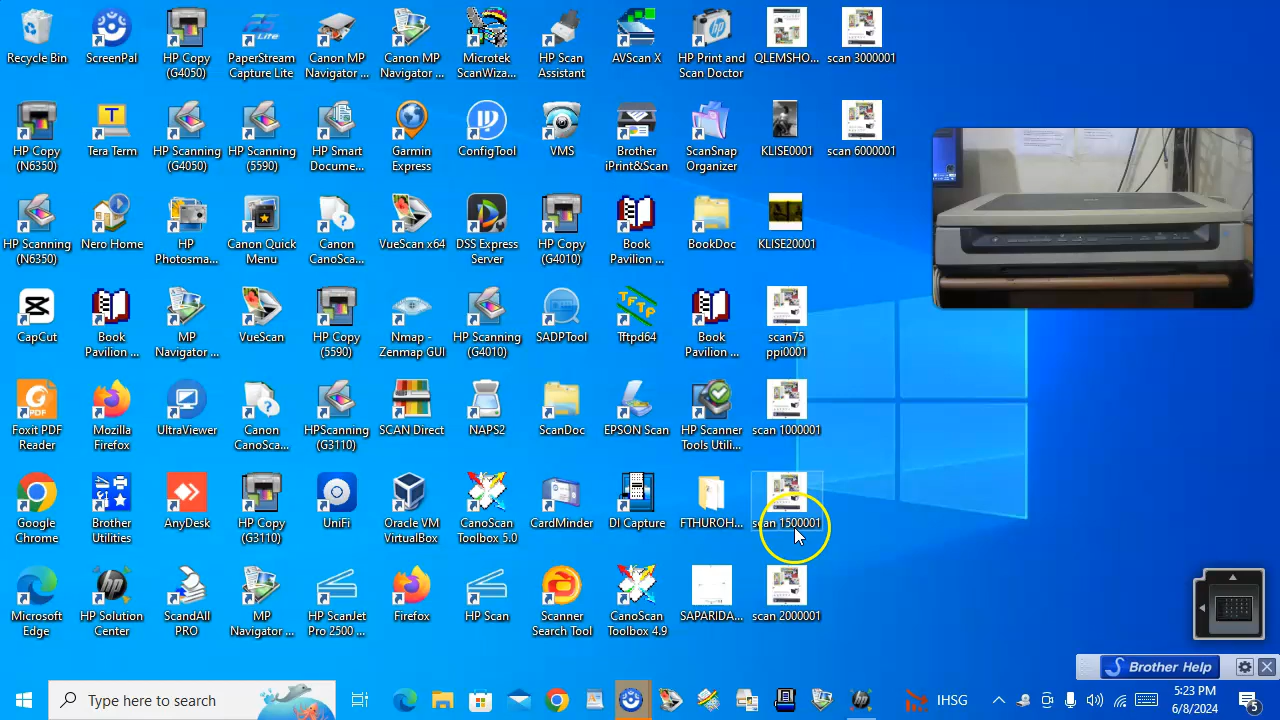 Recycle Bin
ScreenPal
HP Copy
(G4050)
PaperStream
Capture Lite
Canon MP
Navigator ...
Canon MP
Navigator ...
Microtek
ScanWiza...
HP Scan
Assistant
AVScan X
HP Print and
Scan Doctor
QLEMSHO...
scan 3000001
HP Copy
(N6350)
Tera Term
HP Scanning
(G4050)
HP Scanning
(5590)
HP Smart
Docume...
Garmin
Express
ConfigTool
VMS
Brother
iPrint&Scan
ScanSnap
Organizer
KLISE0001
scan 6000001
HP Scanning
(N6350)
Nero Home
HP
Photosma...
Canon Quick
Menu
Canon
CanoSca...
VueScan x64
DSS Express
Server
HP Copy
(G4010)
Book
Pavilion ...
BookDoc
KLISE20001
CapCut
Book
Pavilion ...
MP
Navigator ...
VueScan
HP Copy
(5590)
Nmap -
Zenmap GUI
HP Scanning
(G4010)
SADPTool
Tftpd64
Book
Pavilion ...
scan75
ppi0001
Foxit PDF
Reader
Mozilla
Firefox
UltraViewer
Canon
CanoSca...
HPScanning
(G3110)
SCAN Direct
NAPS2
ScanDoc
EPSON Scan
HP Scanner
Tools Utili...
scan 1000001
Google
Chrome
Brother
Utilities
AnyDesk
HP Copy
(G3110)
UniFi
Oracle VM
VirtualBox
CanoScan
Toolbox 5.0
CardMinder
DI Capture
FTHUROH...
scan 1500001
Microsoft
Edge
HP Solution
Center
ScandAll
PRO
MP
Navigator ...
HP ScanJet
Pro 2500 ...
Firefox
HP Scan
Scanner
Search Tool
CanoScan
Toolbox 4.9
SAPARIDA...
scan 2000001
Brother Help
Type here to search
IHSG
5:23 PM
6/8/2024
5